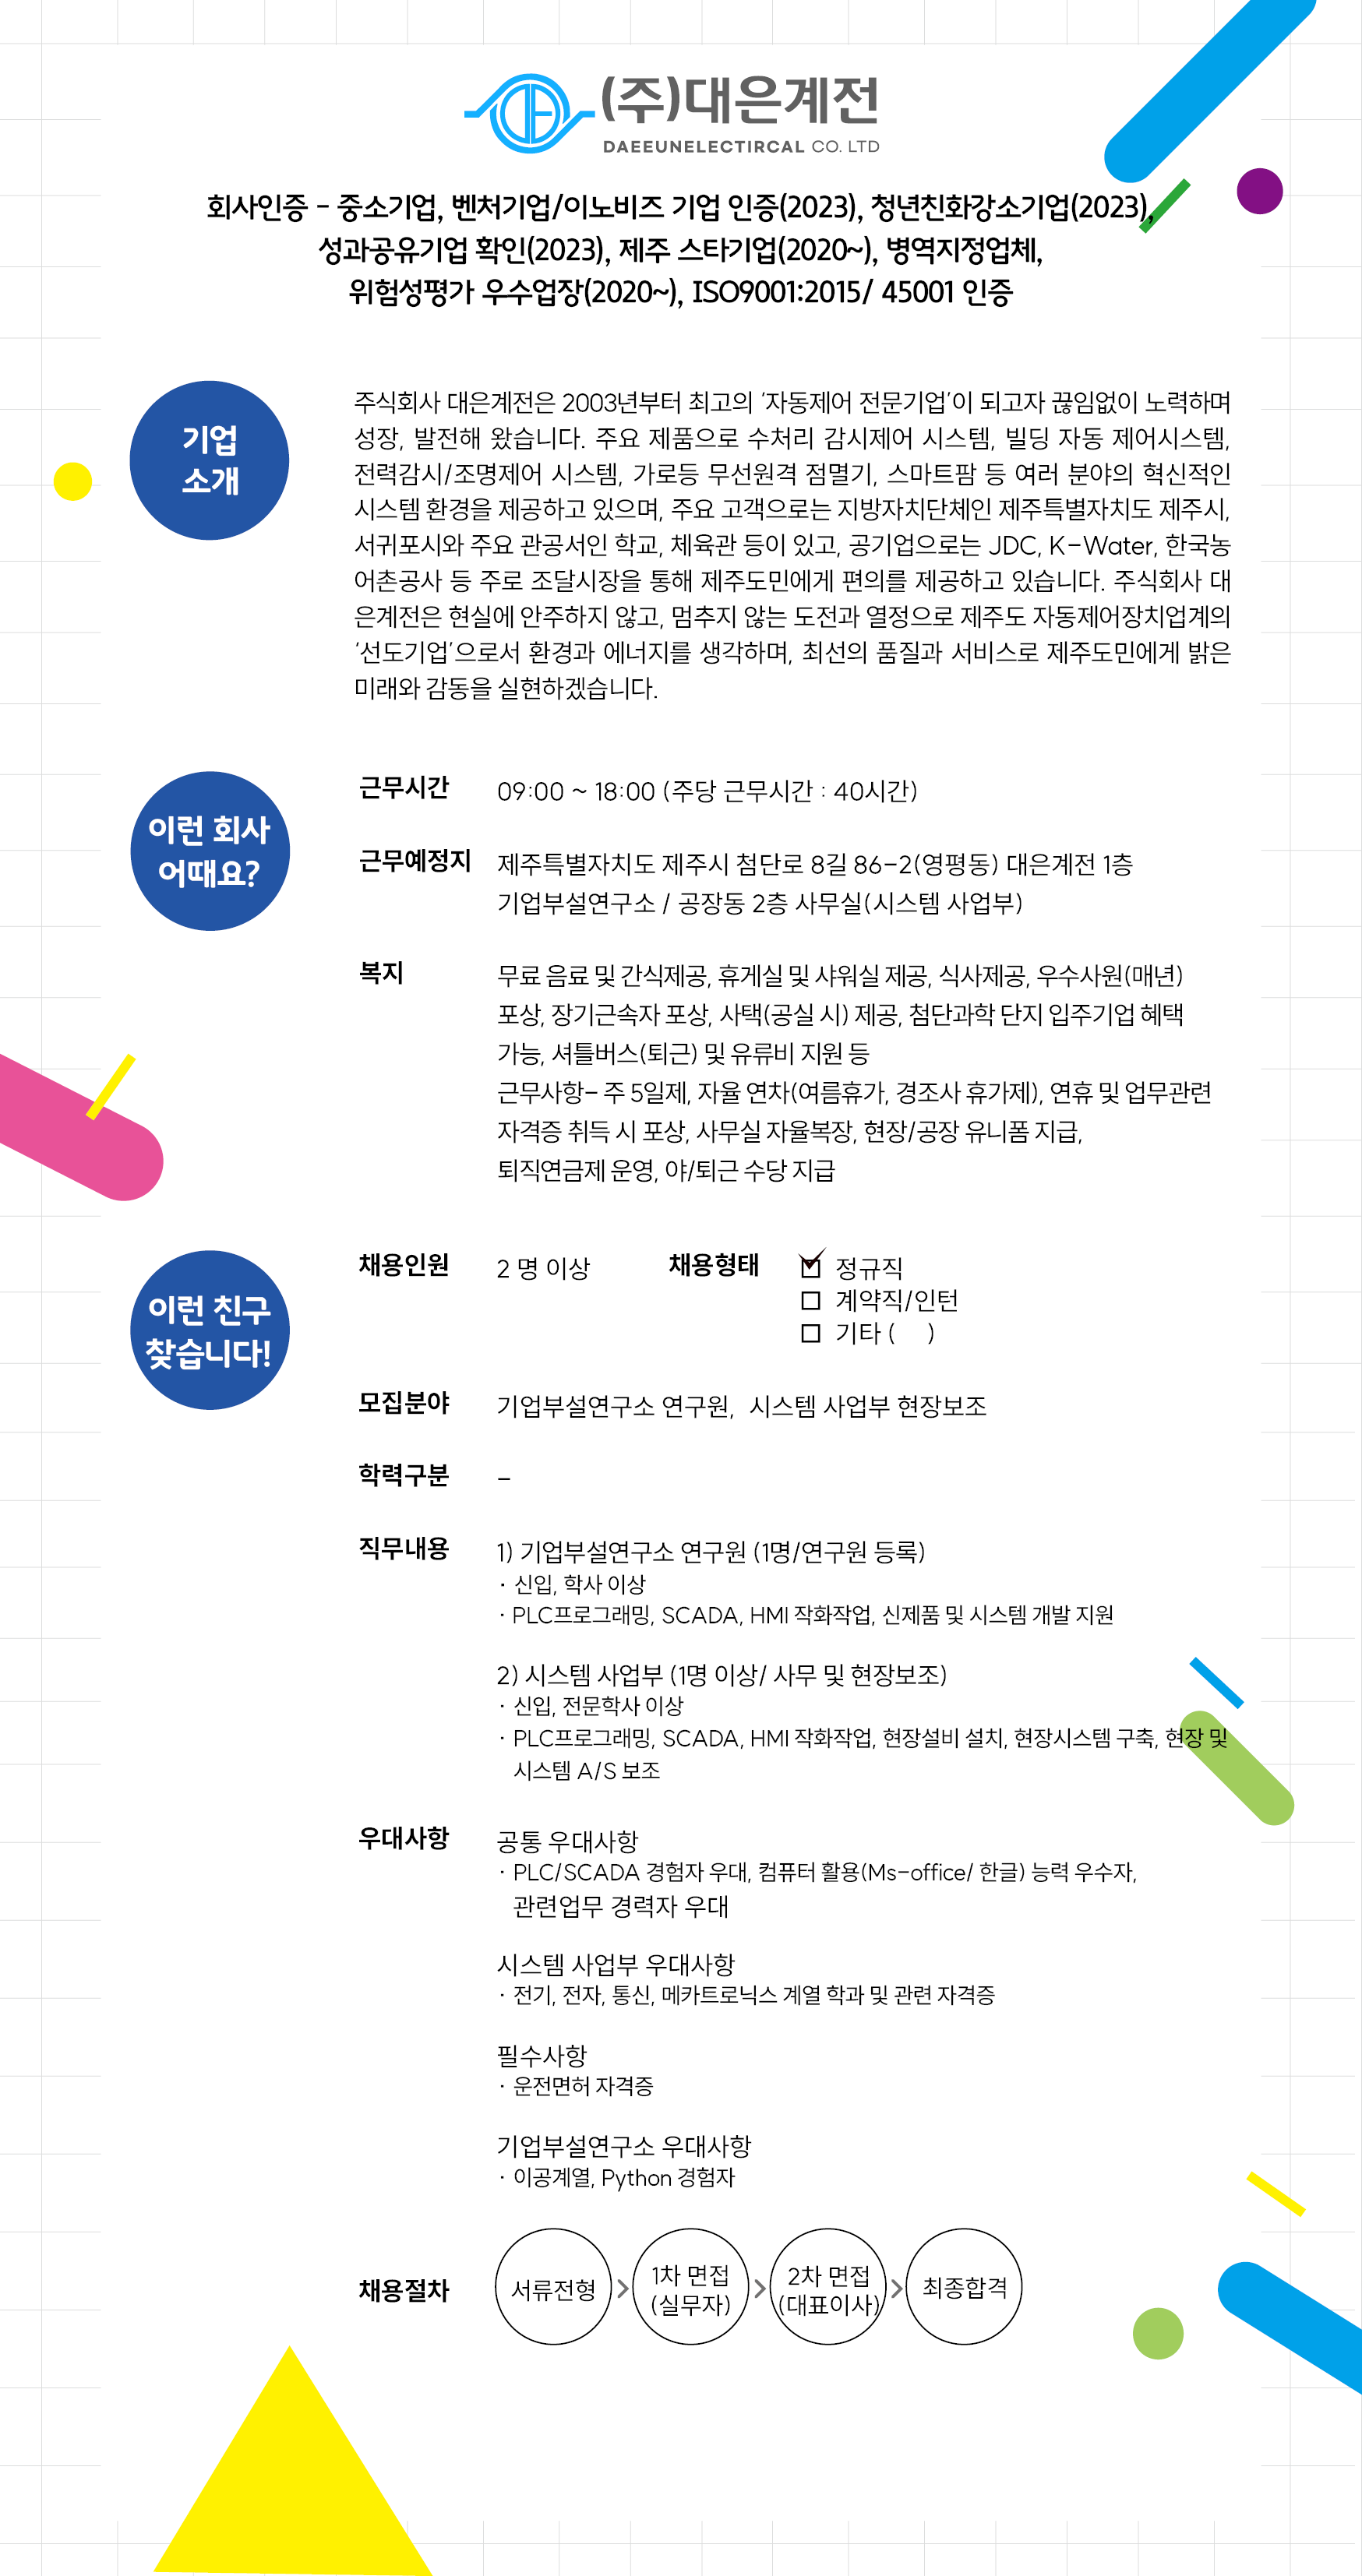 (주)대은계전
DAEEUNELECTIRCAL CO. LTD
회사인증 - 중소기업, 벤처기업/이노비즈 기업 인증(2023), 청년친화강소기업(2023),
성과공유기업 확인(2023), 제주 스타기업(2020~), 병역지정업체,
위험성평가 우수업장(2020~), ISO9001:2015/ 45001 인증
기업
소개
주식회사 대은계전은 2003년부터 최고의 ‘자동제어 전문기업’이 되고자 끊임없이 노력하며
성장, 발전해 왔습니다. 주요 제품으로 수처리 감시제어 시스템, 빌딩 자동 제어시스템,
전력감시/조명제어 시스템, 가로등 무선원격 점멸기, 스마트팜 등 여러 분야의 혁신적인
시스템 환경을 제공하고 있으며, 주요 고객으로는 지방자치단체인 제주특별자치도 제주시,
서귀포시와 주요 관공서인 학교, 체육관 등이 있고, 공기업으로는 JDC, K-Water, 한국농
어촌공사 등 주로 조달시장을 통해 제주도민에게 편의를 제공하고 있습니다. 주식회사 대
은계전은 현실에 안주하지 않고, 멈추지 않는 도전과 열정으로 제주도 자동제어장치업계의
‘선도기업’으로서 환경과 에너지를 생각하며, 최선의 품질과 서비스로 제주도민에게 밝은
미래와 감동을 실현하겠습니다.
이런 회사
어때요?
근무시간 09:00 ~ 18:00 (주당 근무시간 : 40시간)
근무예정지 제주특별자치도 제주시 첨단로 8길 86-2(영평동) 대은계전 1층
기업부설연구소 / 공장동 2층 사무실(시스템 사업부)
복지 무료 음료 및 간식제공, 휴게실 및 샤워실 제공, 식사제공, 우수사원(매년)
포상, 장기근속자 포상, 사택(공실 시) 제공, 첨단과학 단지 입주기업 혜택
가능, 셔틀버스(퇴근) 및 유류비 지원 등
근무사항- 주 5일제, 자율 연차(여름휴가, 경조사 휴가제), 연휴 및 업무관련
자격증 취득 시 포상, 사무실 자율복장, 현장/공장 유니폼 지급,
퇴직연금제 운영, 야/퇴근 수당 지급
이런 친구
찾습니다!
채용인원 2 명 이상 채용형태 ☑ 정규직
☐ 계약직/인턴
☐ 기타 ( )
모집분야 기업부설연구소 연구원, 시스템 사업부 현장보조
학력구분 -
직무내용 1) 기업부설연구소 연구원 (1명/연구원 등록)
· 신입, 학사 이상
· PLC프로그래밍, SCADA, HMI 작화작업, 신제품 및 시스템 개발 지원
2) 시스템 사업부 (1명 이상/ 사무 및 현장보조)
· 신입, 전문학사 이상
· PLC프로그래밍, SCADA, HMI 작화작업, 현장설비 설치, 현장시스템 구축, 현장 및
시스템 A/S 보조
우대사항 공통 우대사항
· PLC/SCADA 경험자 우대, 컴퓨터 활용(Ms-office/ 한글) 능력 우수자,
관련업무 경력자 우대
시스템 사업부 우대사항
· 전기, 전자, 통신, 메카트로닉스 계열 학과 및 관련 자격증
필수사항
· 운전면허 자격증
기업부설연구소 우대사항
· 이공계열, Python 경험자
채용절차 서류전형 > 1차 면접 (실무자) > 2차 면접 (대표이사) > 최종합격